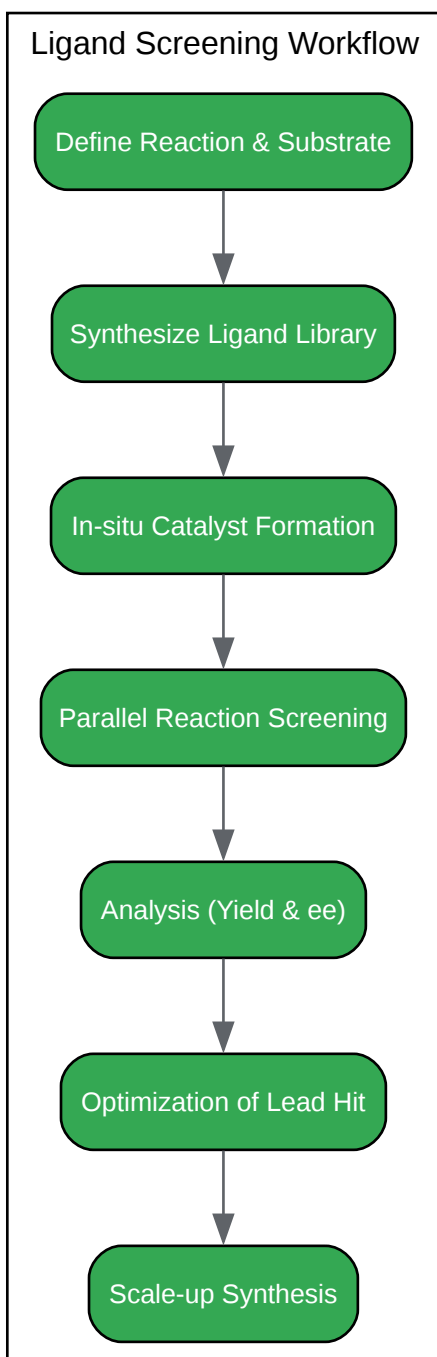 Ligand Screening Workflow
Define Reaction & Substrate
Synthesize Ligand Library
In-situ Catalyst Formation
Parallel Reaction Screening
Analysis (Yield & ee)
Optimization of Lead Hit
Scale-up Synthesis